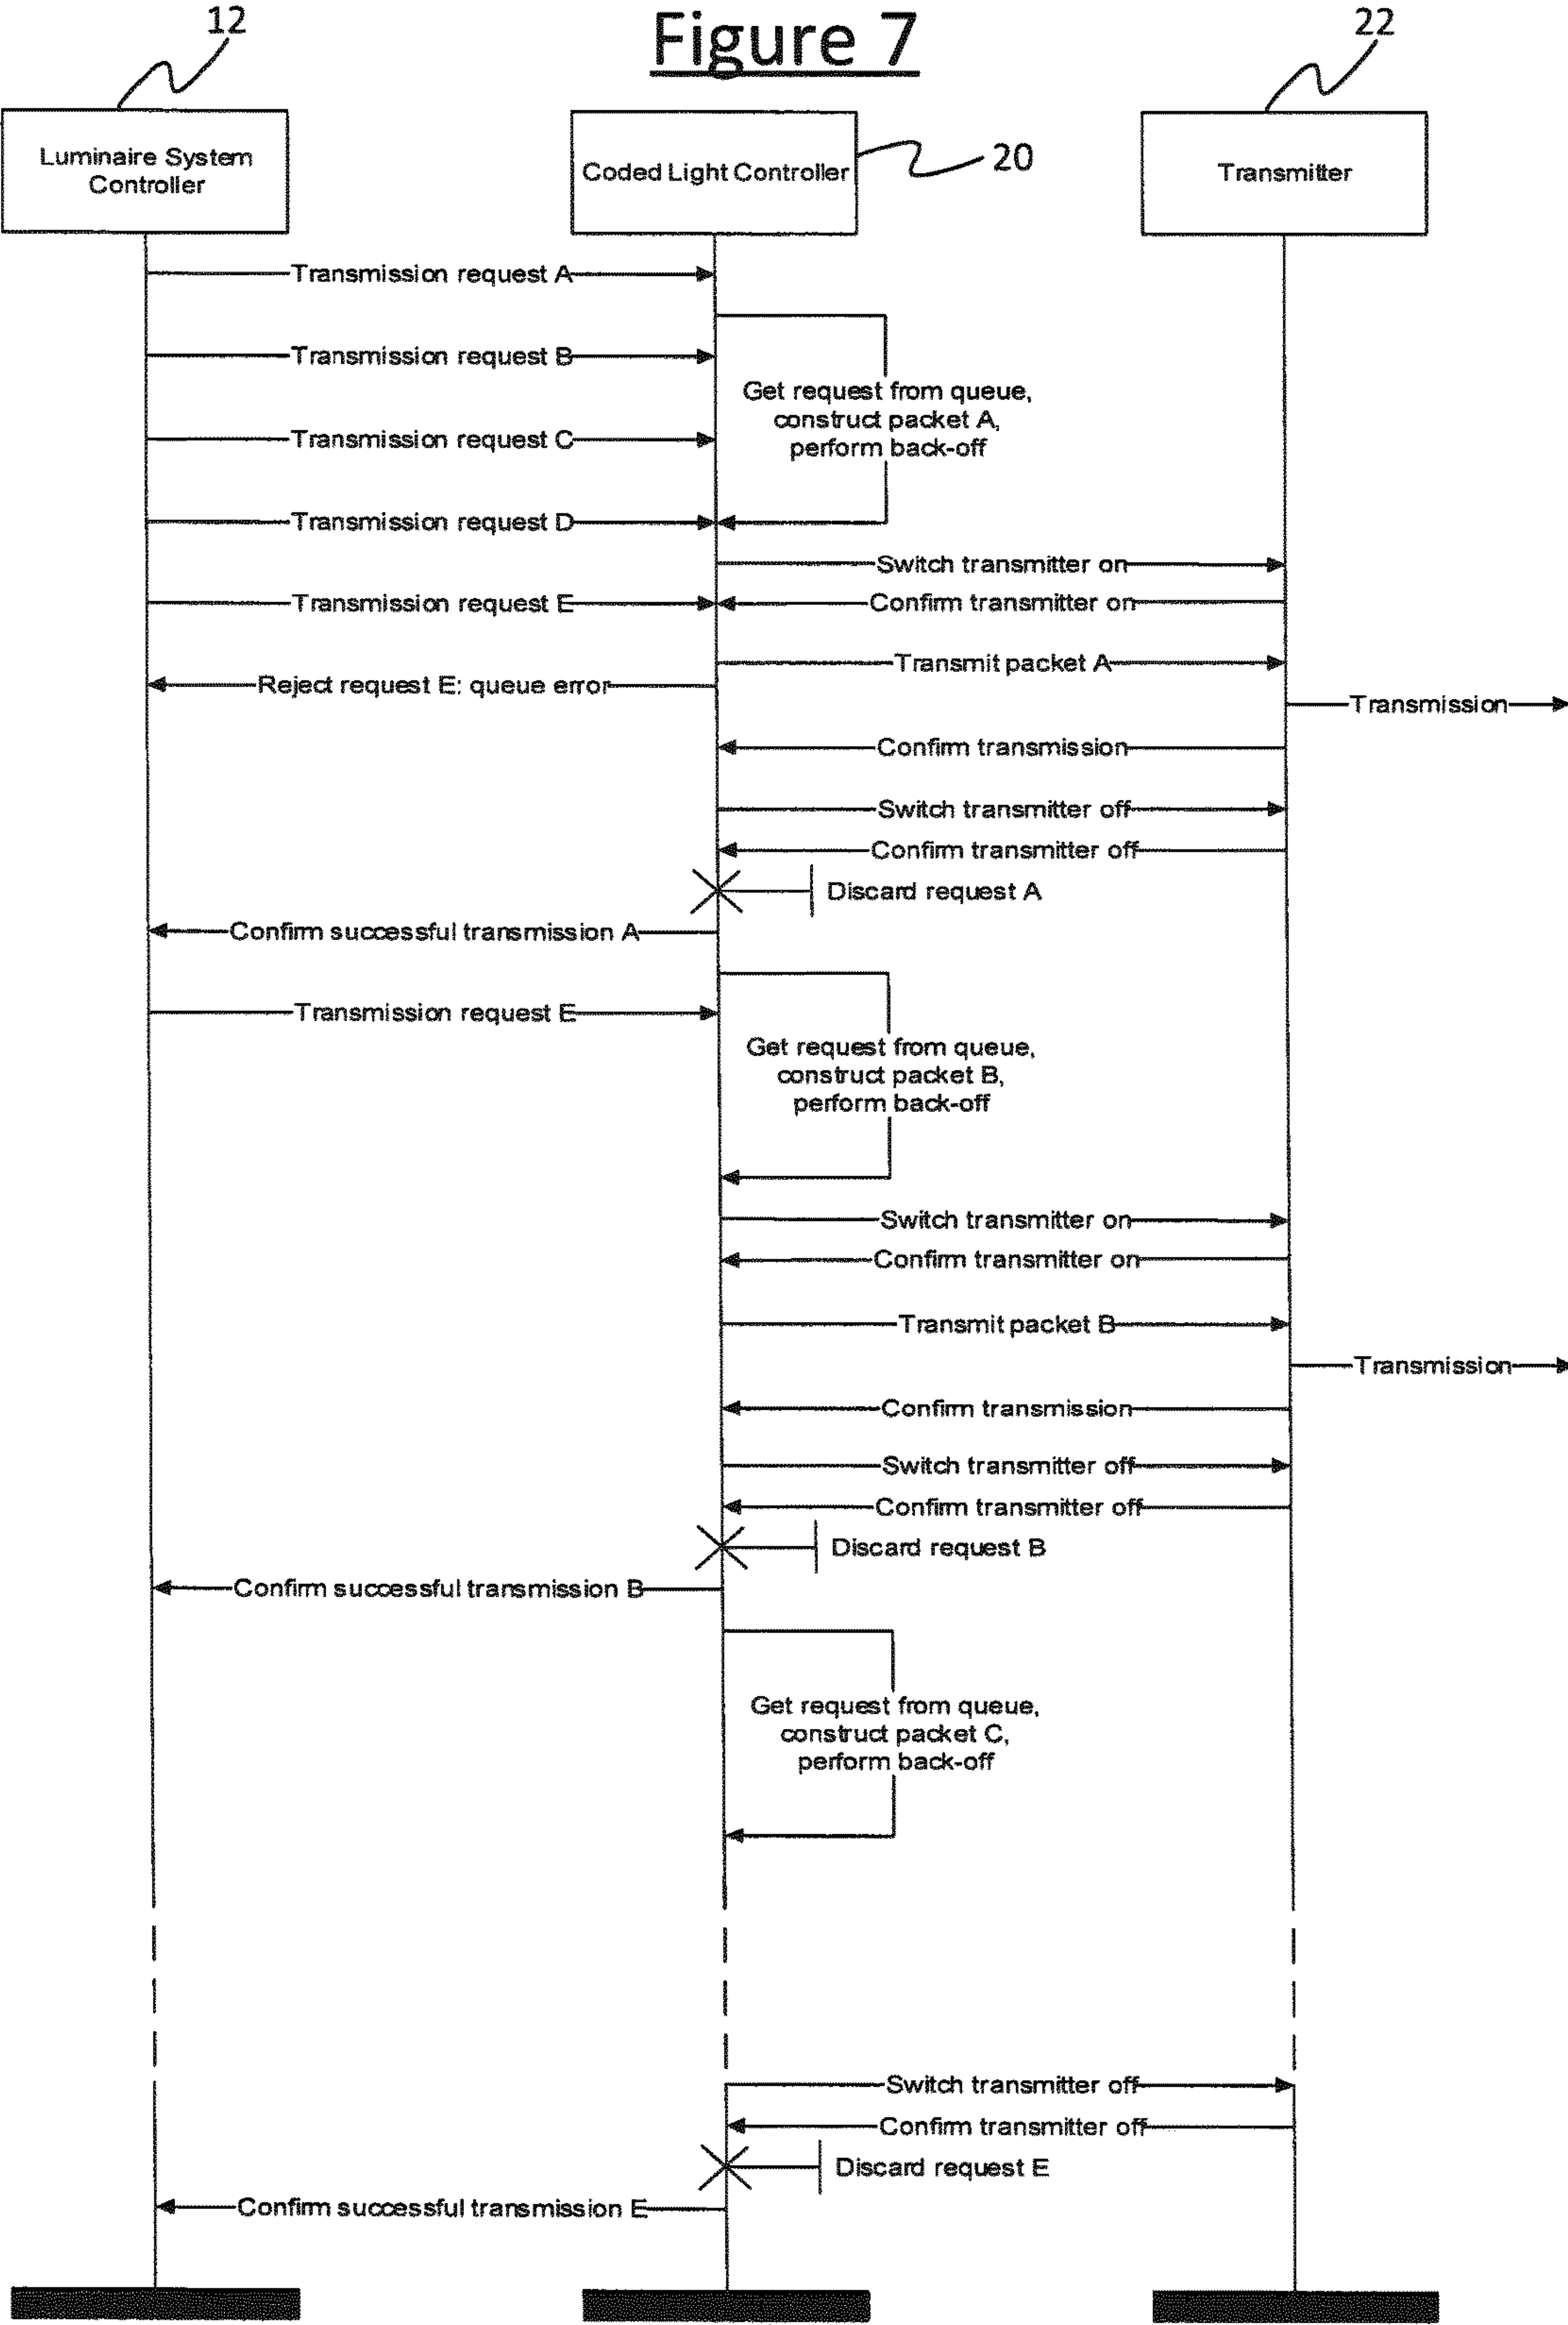 Figure 7
12
22
20
Luminaire System
Controller
Coded Light Controller
Transmitter
Transmission request A
Transmission request B
Get request from queue,
construct packet A,
perform back-off
Transmission request C
Transmission request D
Switch transmitter on
Transmission request E
Confirm transmitter on
Transmit packet A
Reject request E: queue error
Transmission
Confirm transmission
Switch transmitter off
Confirm transmitter off
Discard request A
Confirm successful transmission A
Transmission request E
Get request from queue,
construct packet B,
perform back-off
Switch transmitter on
Confirm transmitter on
Transmit packet B
Transmission
Confirm transmission
Switch transmitter off
Confirm transmitter off
Discard request B
Confirm successful transmission B
Get request from queue,
construct packet C,
perform back-off
Switch transmitter off
Confirm transmitter off
Discard request E
Confirm successful transmission E